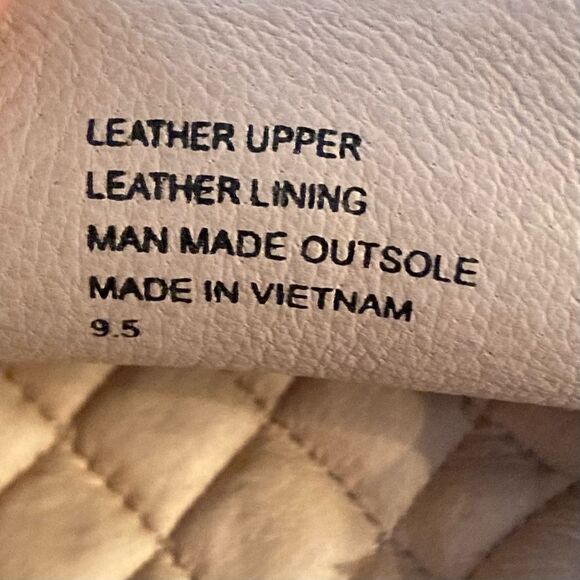 LEATHER UPPER
LEATHER LINING
MAN MADE OUTSOLE
MADE IN VIETNAM
9.5